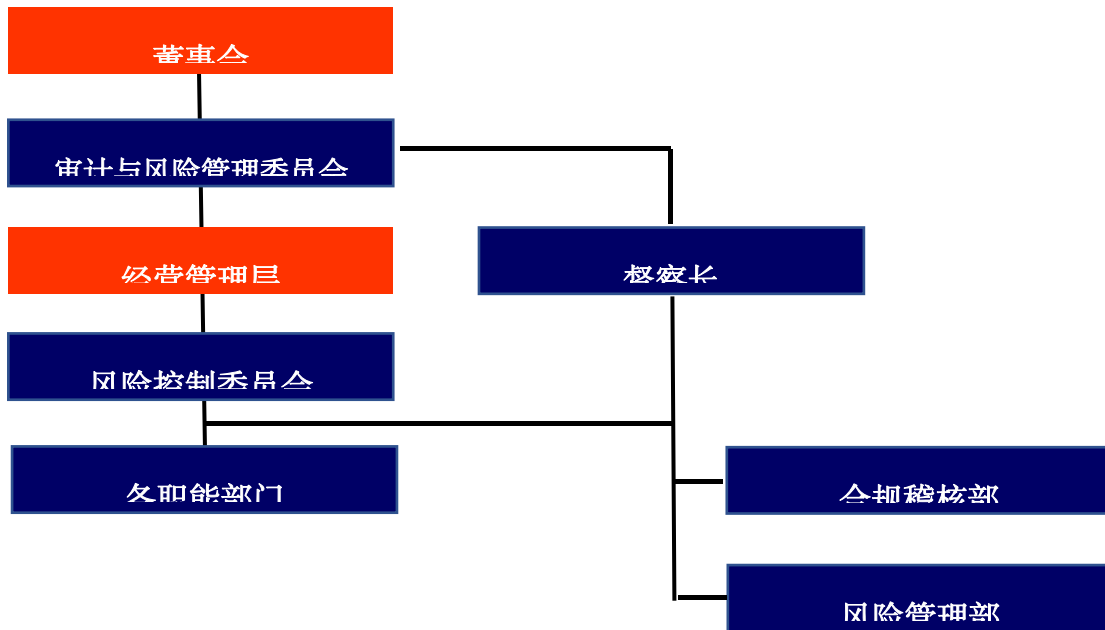 董事会
审计与风险管理委员会
经营管理层
督察长
风险控制委员会
各职能部门
合规稽核部
风险管理部